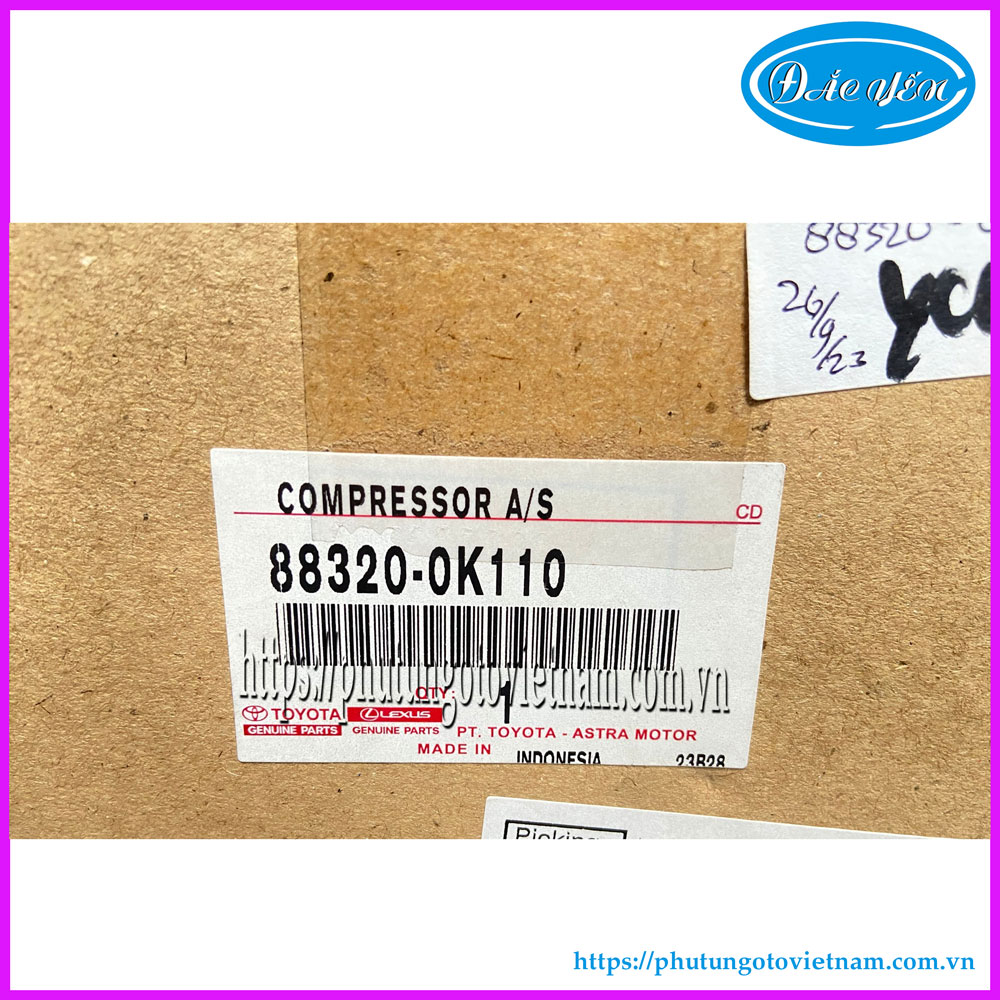 ĐẮC YẾN
88320-
26/9/23
COMPRESSOR A/S
CD
88320-0K110
https://phutungotovietnam.com.vn
QTY: 1
TOYOTA LEXUS
GENUINE PARTS GENUINE PARTS PT. TOYOTA - ASTRA MOTOR
MADE IN INDONESIA 23B28
Picking
https://phutungotovietnam.com.vn